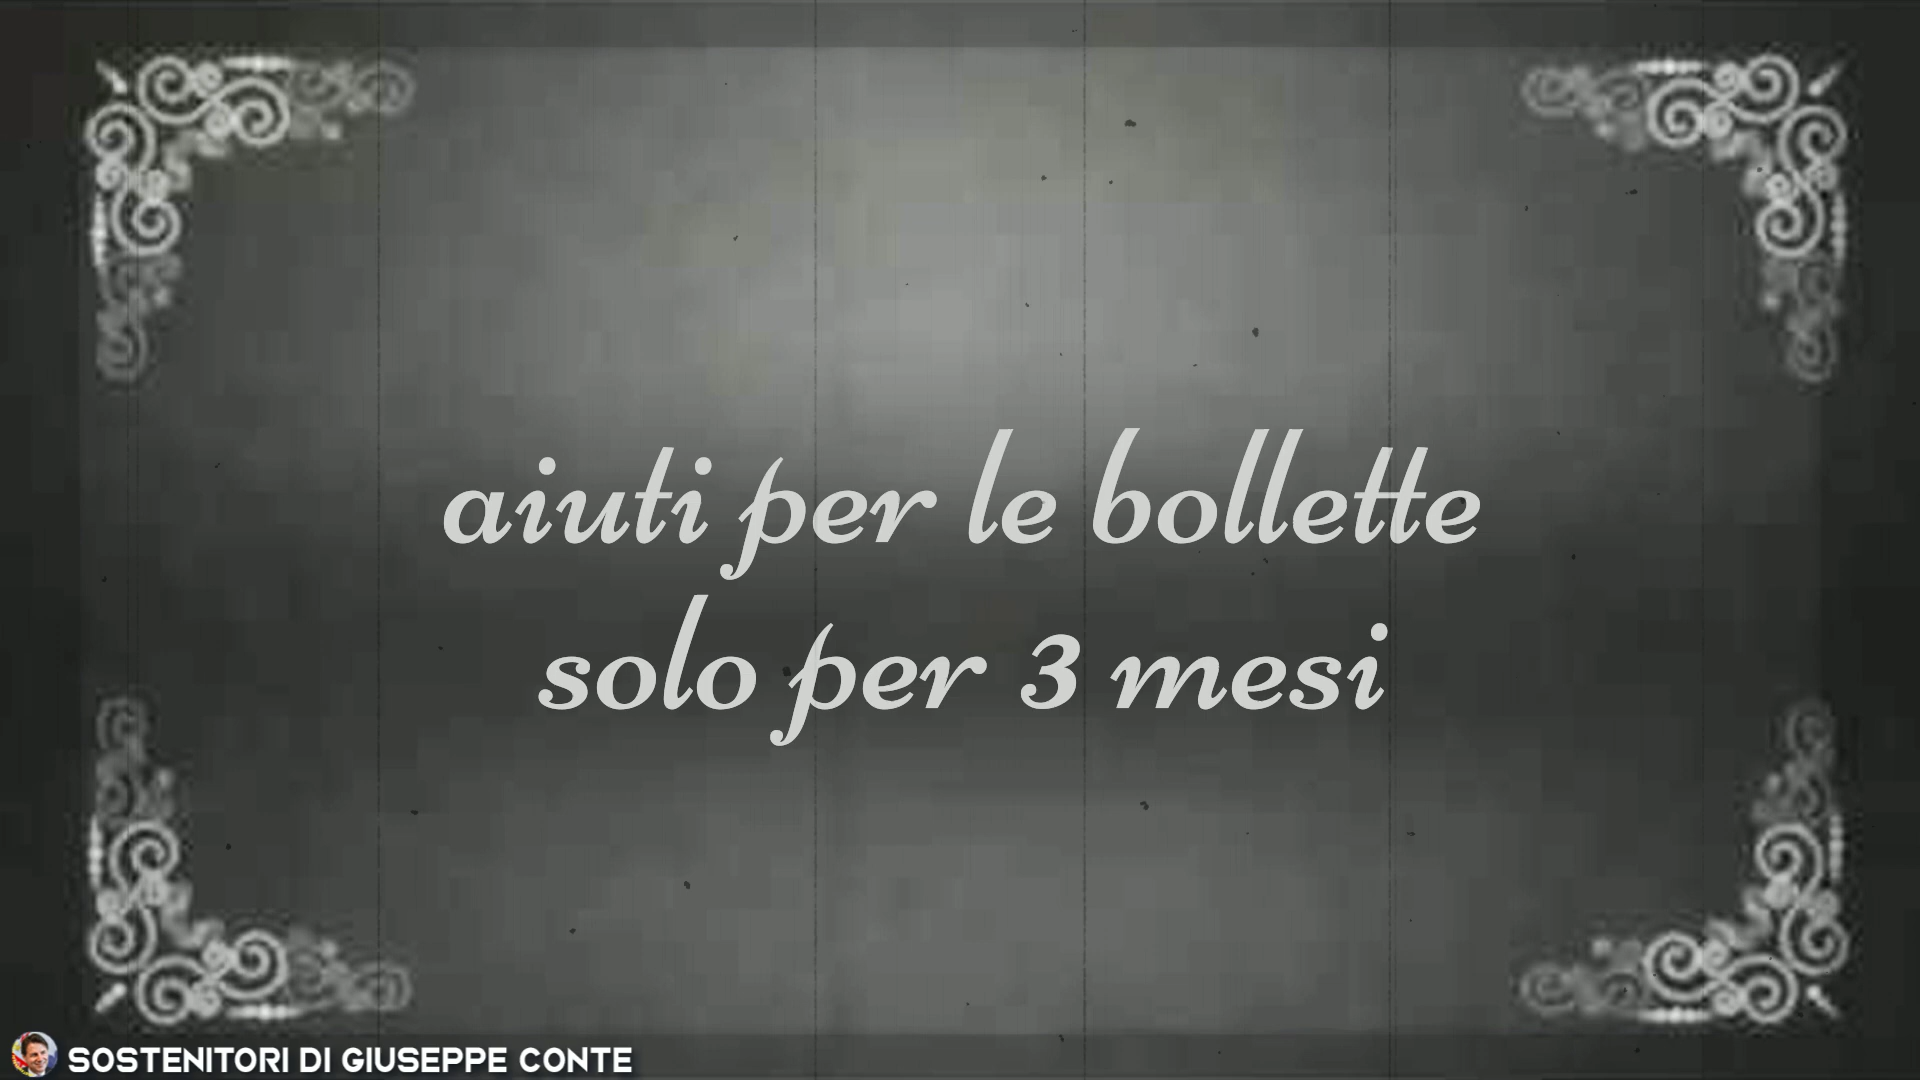 aiuti per le bollette
solo per 3 mesi
SOSTENITORI DI GIUSEPPE CONTE